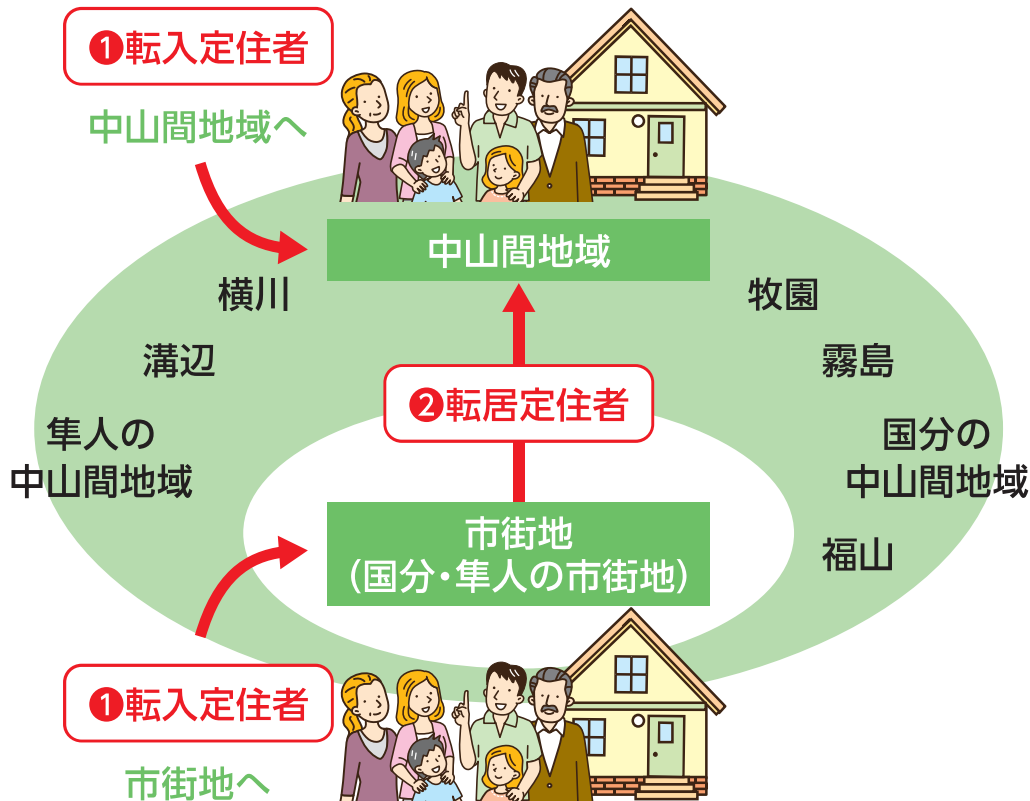 ❶転入定住者
中山間地域へ
中山間地域
横川
牧園
溝辺
霧島
❷転居定住者
隼人の
中山間地域
国分の
中山間地域
市街地
（国分・隼人の市街地）
福山
❶転入定住者
市街地へ